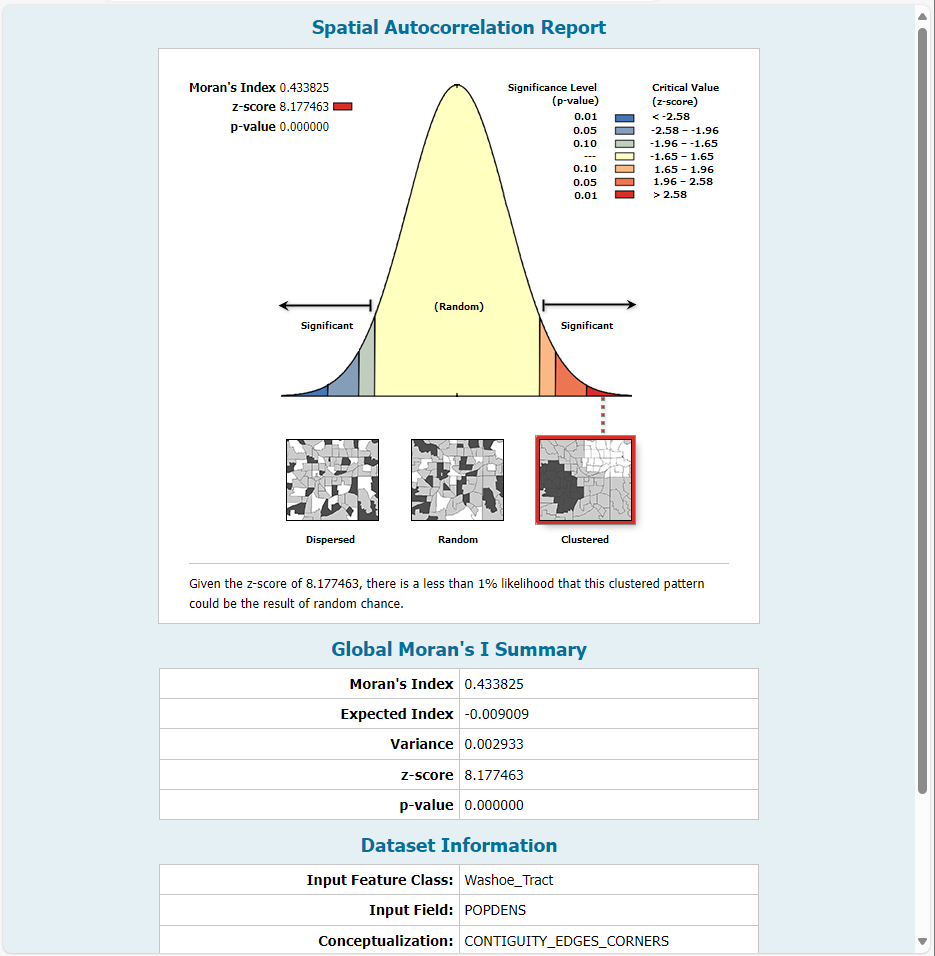 Spatial Autocorrelation Report
Moran's Index 0.433825
z-score 8.177463
p-value 0.000000
Significance Level
(p-value)
Critical Value
(z-score)
0.01 < -2.58
0.05 -2.58 – -1.96
0.10 -1.96 – -1.65
--- -1.65 – 1.65
0.10 1.65 – 1.96
0.05 1.96 – 2.58
0.01 > 2.58
(Random)
Significant
Significant
Dispersed
Random
Clustered
Given the z-score of 8.177463, there is a less than 1% likelihood that this clustered pattern
could be the result of random chance.
Global Moran's I Summary
Moran's Index 0.433825
Expected Index -0.009009
Variance 0.002933
z-score 8.177463
p-value 0.000000
Dataset Information
Input Feature Class: Washoe_Tract
Input Field: POPDENS
Conceptualization: CONTIGUITY_EDGES_CORNERS